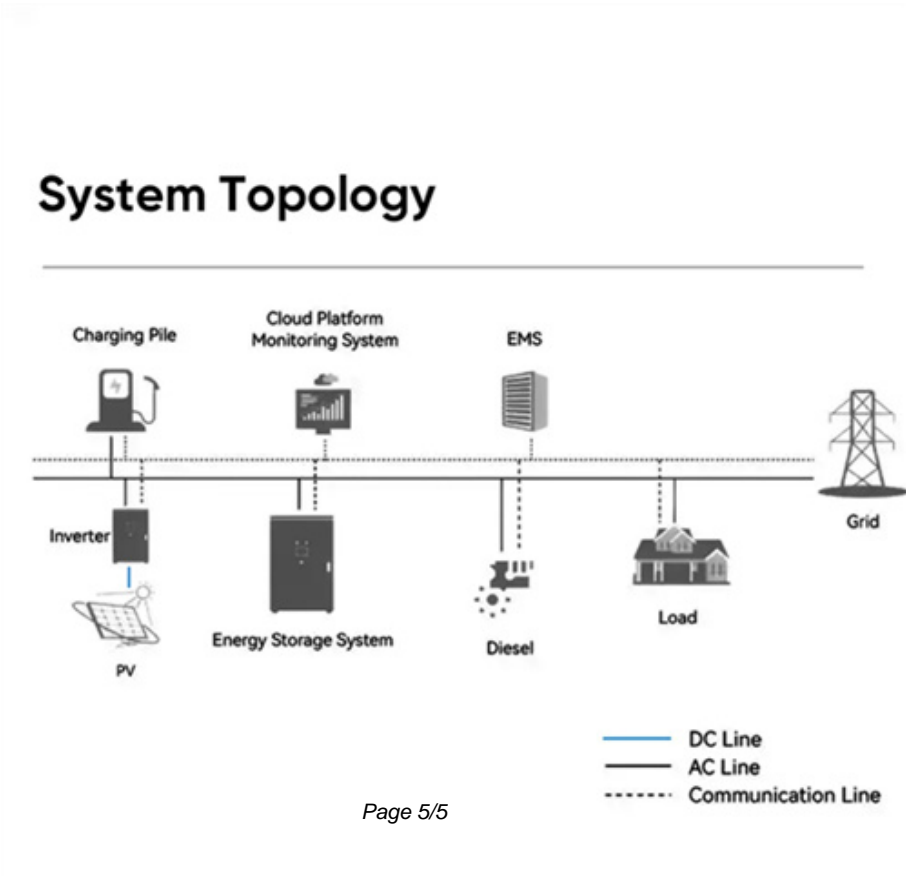 System Topology
Charging Pile
Cloud Platform
Monitoring System
EMS
Grid
Inverter
Energy Storage System
Load
Diesel
PV
DC Line
AC Line
Communication Line
Page 5/5